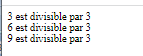 3 est divisible par 3
6 est divisible par 3
9 est divisible par 3